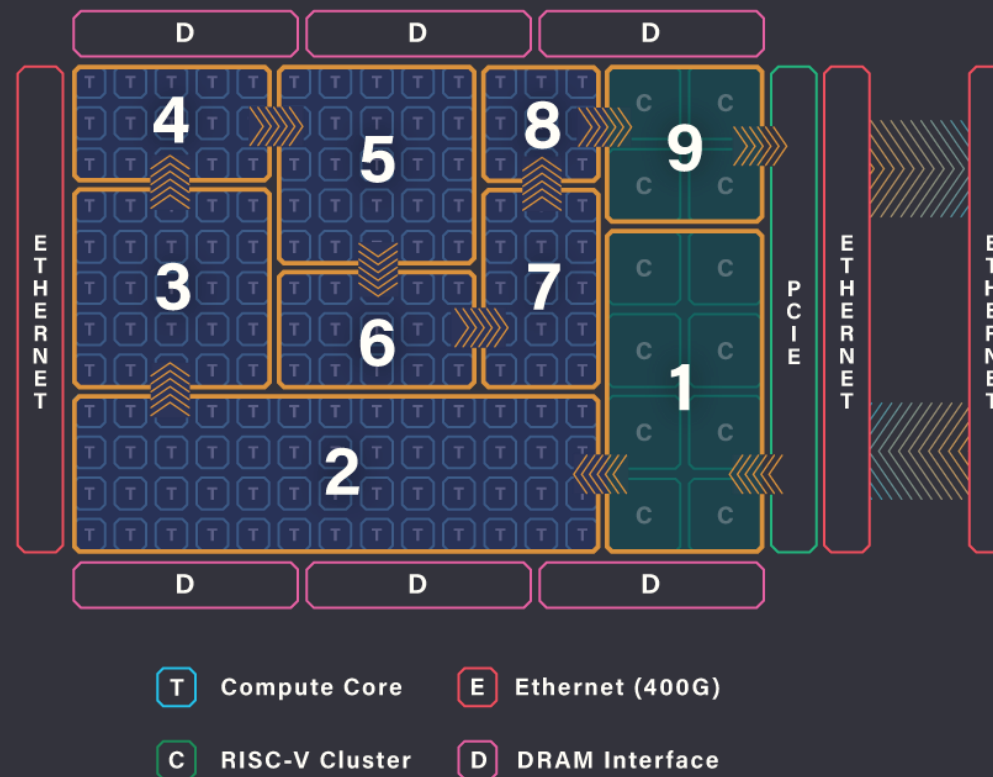 D D D
T T T T T T T T T T T T T
T T 4 T T T T T T 8 T C C
T T T T T 5 T T T T T 9
T T T T T T T T T T T T C C
T T T T T T T T T T T T
T T 3 T T T T T T T 7 T C C
T T T T T T T T T T T
T T T T T T 6 T T T T T C C
T T T T T T T T T T T T 1
T T T T T T T T T T T T C C
T T T T T 2 T T T T T
T T T T T T T T T T T T T C C
ETHERNET
PCIE
ETHERNET
ETHERNET
D D D
T Compute Core
E Ethernet (400G)
C RISC-V Cluster
D DRAM Interface